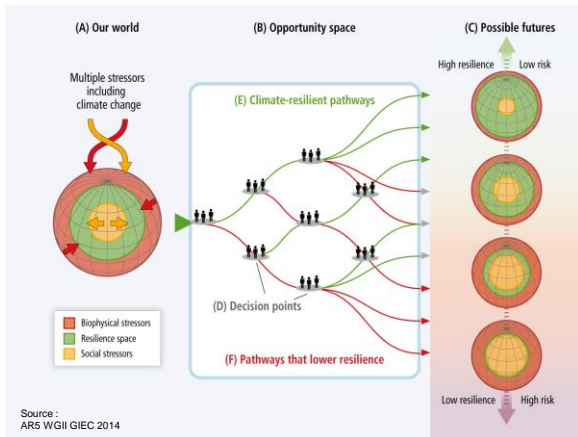 (A) Our world
(B) Opportunity space
(C) Possible futures
Multiple stressors
including
climate change
(E) Climate-resilient pathways
High resilience
Low risk
(D) Decision points
Biophysical stressors
Resilience space
Social stressors
(F) Pathways that lower resilience
Low resilience
High risk
Source :
AR5 WGII GIEC 2014